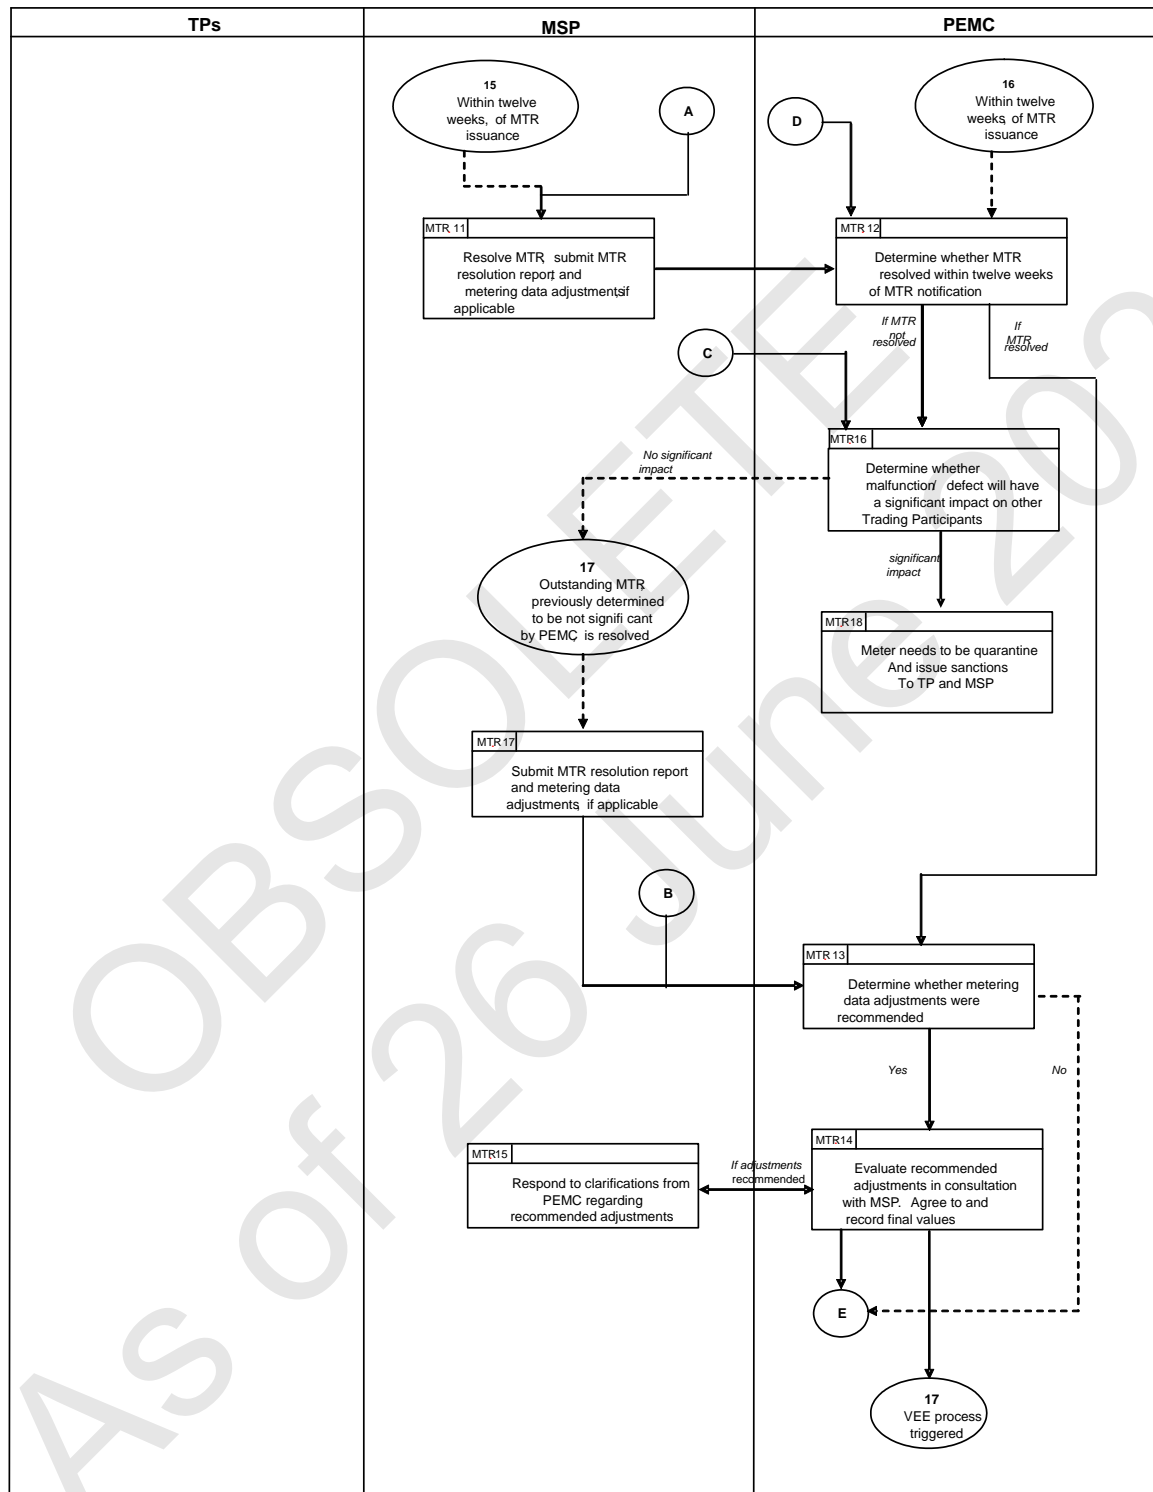 TPs
MSP
PEMC
15
Within twelve
weeks, of MTR
issuance
A
D
16
Within twelve
weeks, of MTR
issuance
MTR, 11
Resolve MTR, submit MTR
resolution report, and
metering data adjustments,if
applicable
MTR, 12
Determine whether MTR
resolved within twelve weeks
of MTR notification
If MTR
not
resolved
If
MTR
resolved
C
MTR16
Determine whether
malfunction/ defect will have
a significant impact on other
Trading Participants
No significant
impact
significant
impact
17
Outstanding MTR,
previously determined
to be not signifi cant
by PEMC, is resolved
MTR18
Meter needs to be quarantine
And issue sanctions
To TP and MSP
MTR,17
Submit MTR resolution report
and metering data
adjustments, if applicable
B
MTR, 13
Determine whether metering
data adjustments were
recommended
Yes
No
MTR14
Evaluate recommended
adjustments in consultation
with MSP. Agree to and
record final values
If adjustments
recommended
MTR15
Respond to clarifications from
PEMC regarding
recommended adjustments
E
17
VEE process
triggered
OBSOLETE
As of 26 June 202